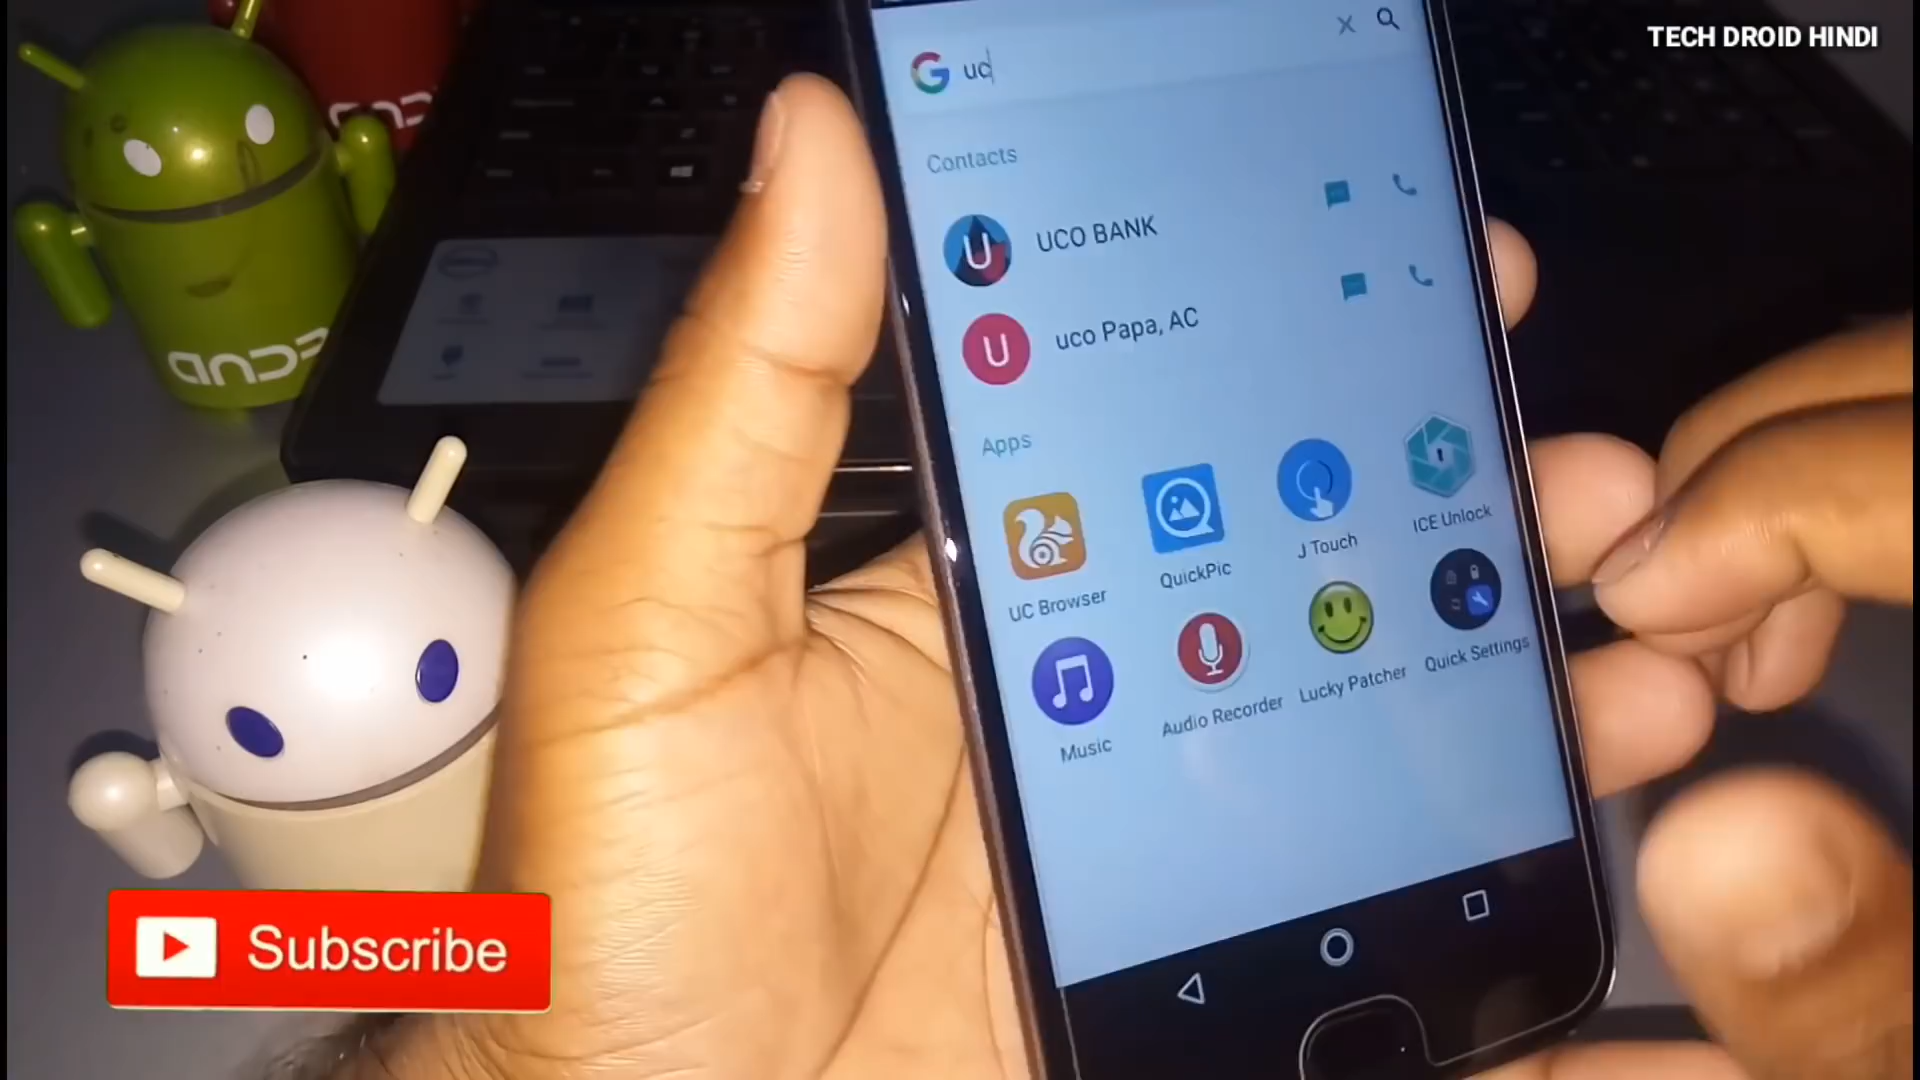 TECH DROID HINDI
uc
Contacts
UCO BANK
uco Papa, AC
Apps
UC Browser
QuickPic
J Touch
ICE Unlock
Music
Audio Recorder
Lucky Patcher
Quick Settings
Subscribe